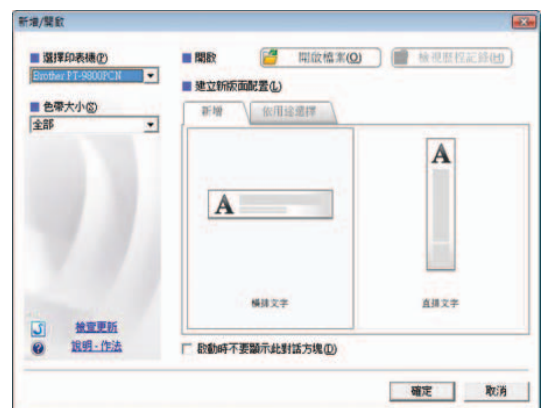 新增/開啟
選擇印表機(P)
Brother PT-9800PCN
色帶大小(S)
全部
檢查更新
說明-作法
開啟
開啟檔案(O)
檢視歷程記錄(H)
建立新版面配置(L)
新增
依用途選擇
A
橫排文字
A
直排文字
啟動時不要顯示此對話方塊(D)
確定
取消